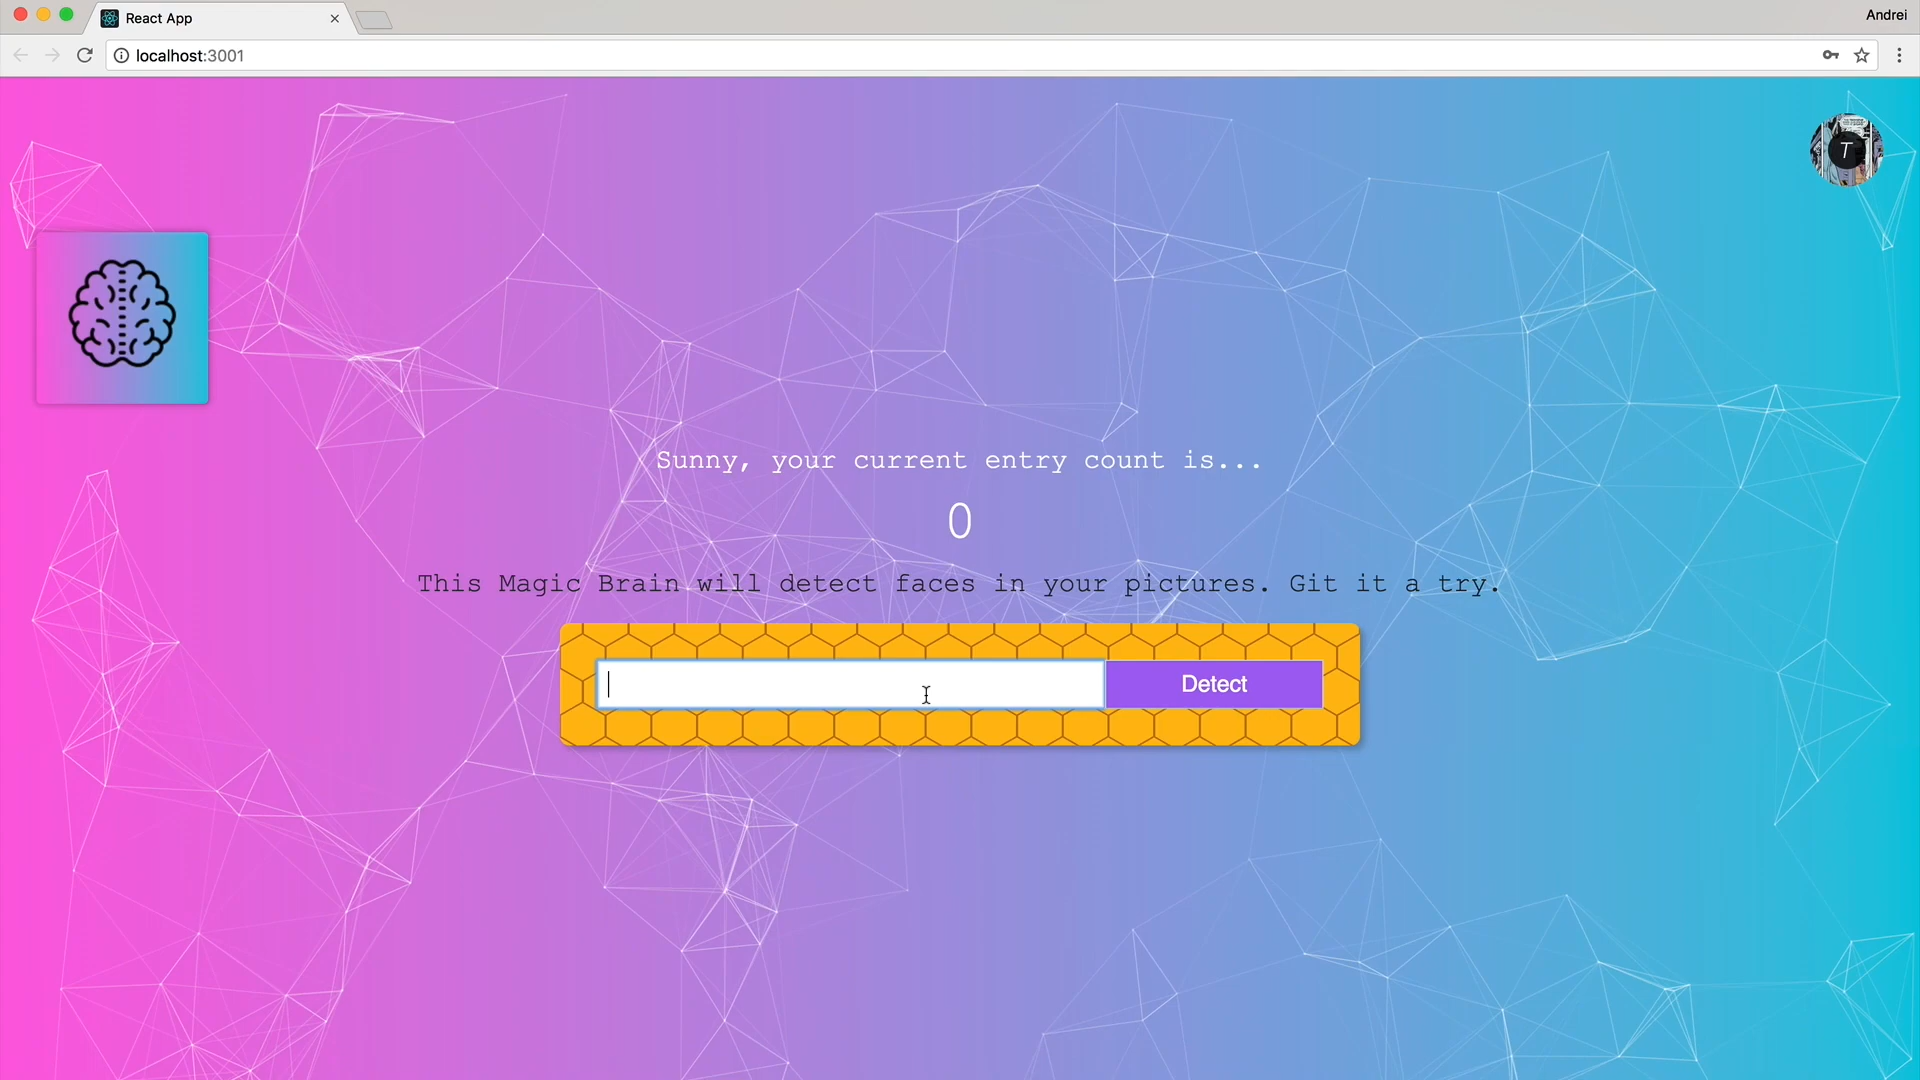 React App
Andrei
localhost:3001
T
Sunny, your current entry count is...
0
This Magic Brain will detect faces in your pictures. Git it a try.
Detect